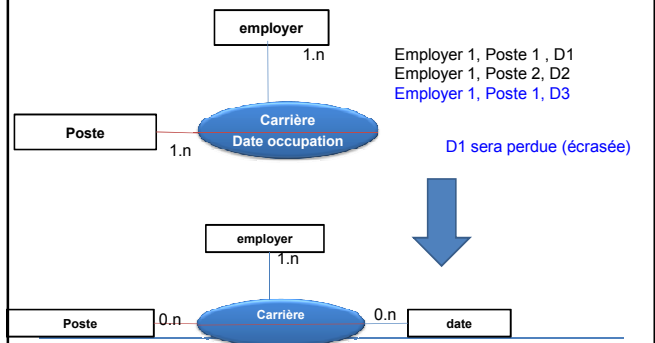 employer
1.n
Employer 1, Poste 1 , D1
Employer 1, Poste 2, D2
Employer 1, Poste 1, D3
Carrière
Date occupation
Poste
1.n
D1 sera perdue (écrasée)
employer
1.n
Poste
0.n
Carrière
0.n
date